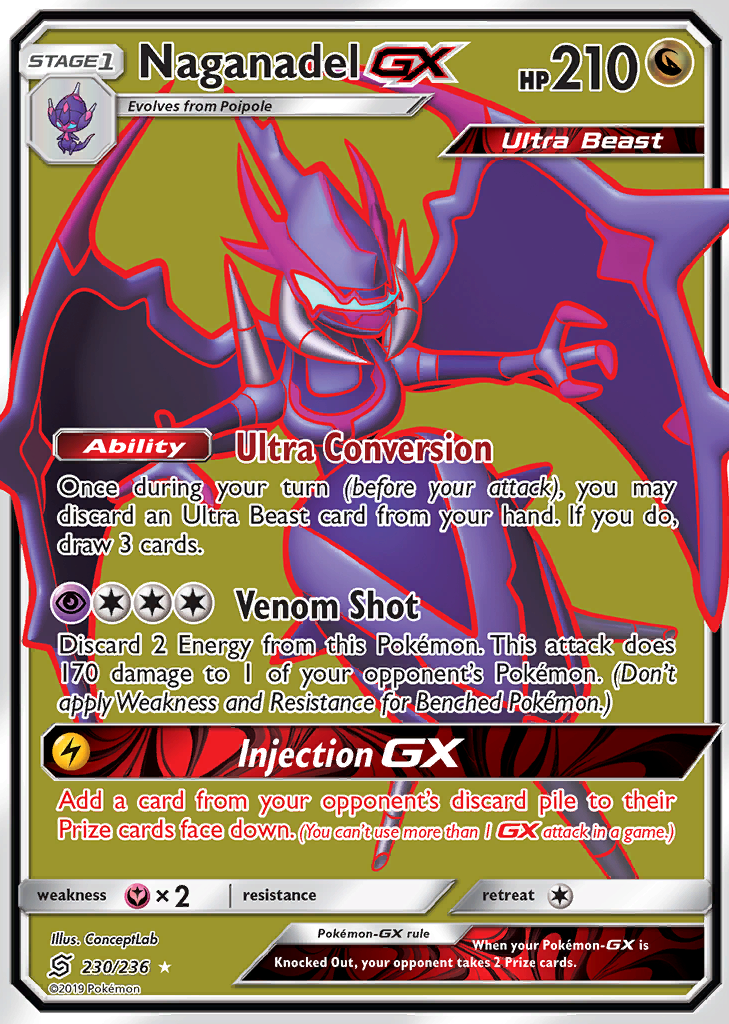 STAGE1
Naganadel GX
HP210
Evolves from Poipole
Ultra Beast
Ability Ultra Conversion
Once during your turn (before your attack), you may
discard an Ultra Beast card from your hand. If you do,
draw 3 cards.
Venom Shot
Discard 2 Energy from this Pokémon. This attack does
170 damage to 1 of your opponent's Pokémon. (Don't
apply Weakness and Resistance for Benched Pokémon.)
Injection GX
Add a card from your opponent's discard pile to their
Prize cards face down. (You can't use more than 1 GX attack in a game.)
weakness ×2 resistance retreat
Illus. ConceptLab
230/236
©2019 Pokémon
Pokémon-GX rule
When your Pokémon-GX is
Knocked Out, your opponent takes 2 Prize cards.